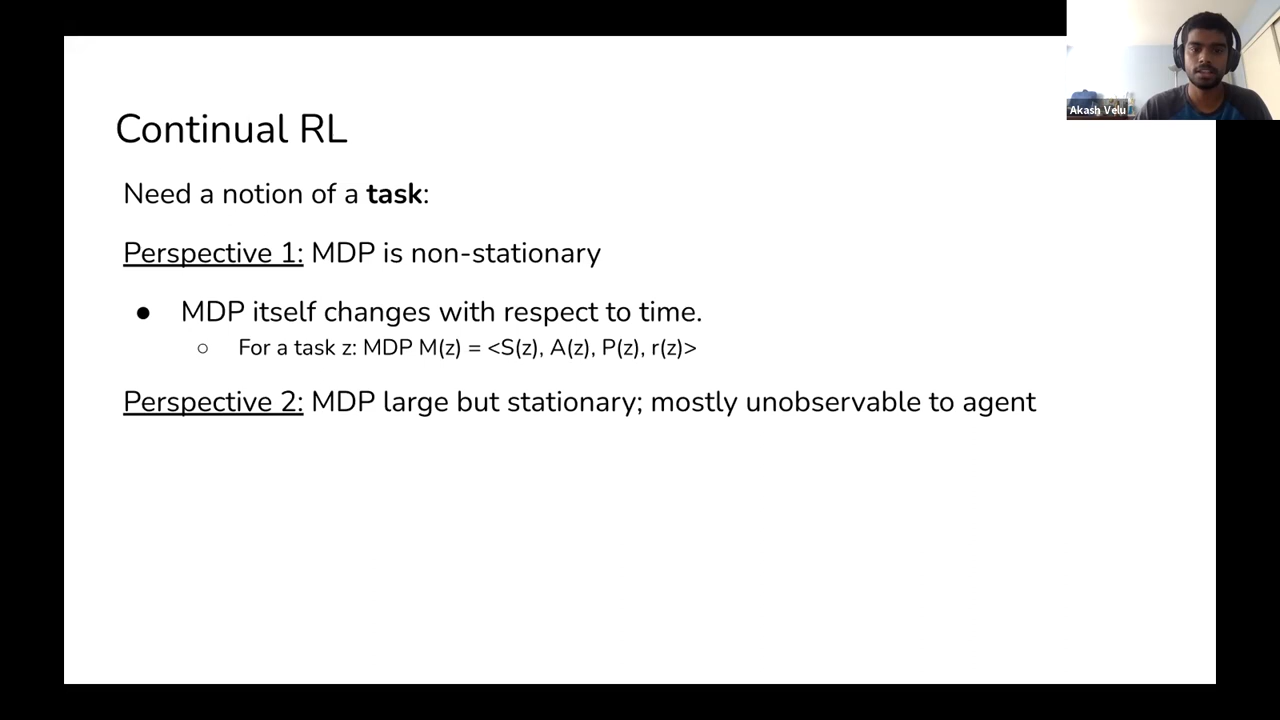 Akash Velu
Continual RL
Need a notion of a task:
Perspective 1: MDP is non-stationary
● MDP itself changes with respect to time.
○ For a task z: MDP M(z) = <S(z), A(z), P(z), r(z)>
Perspective 2: MDP large but stationary; mostly unobservable to agent